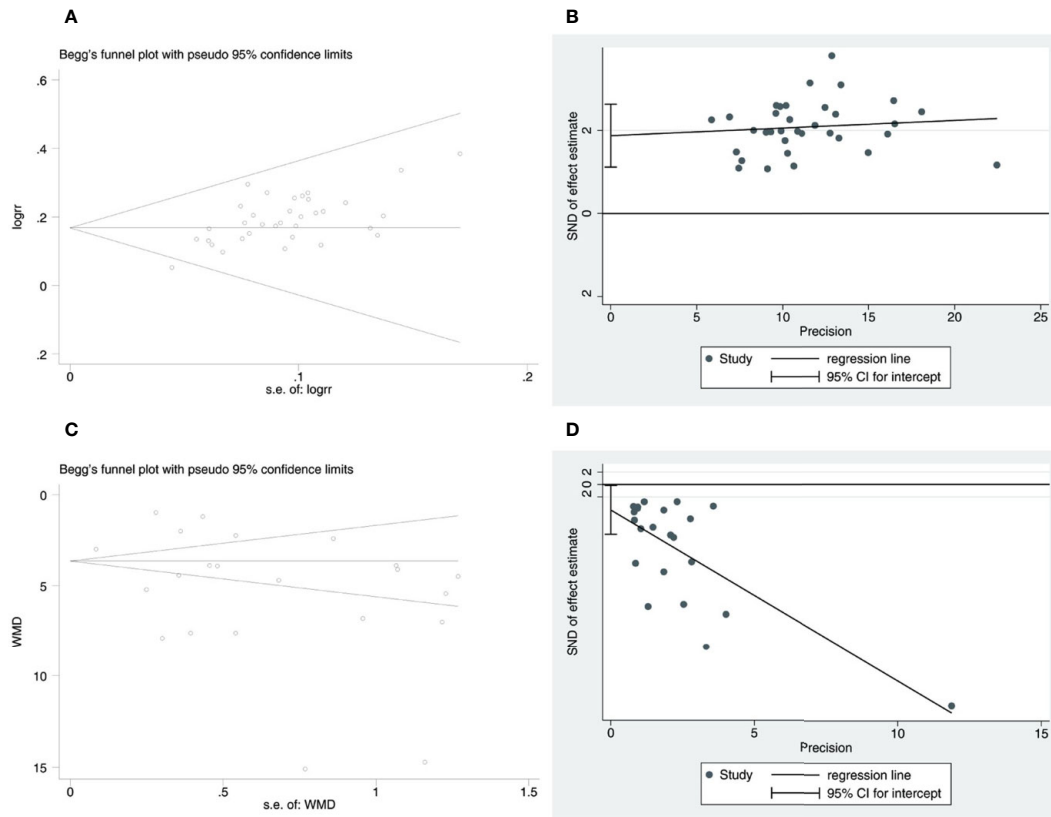 A
Begg's funnel plot with pseudo 95% confidence limits
.6
.4
.2
0
.2
logrr
0
.1
.2
s.e. of: logrr
B
2
0
2
SND of effect estimate
0
5
10
15
20
25
Precision
Study
regression line
95% CI for intercept
C
Begg's funnel plot with pseudo 95% confidence limits
0
5
10
15
WMD
0
.5
1
1.5
s.e. of: WMD
D
2
0
2
SND of effect estimate
0
5
10
15
Precision
Study
regression line
95% CI for intercept